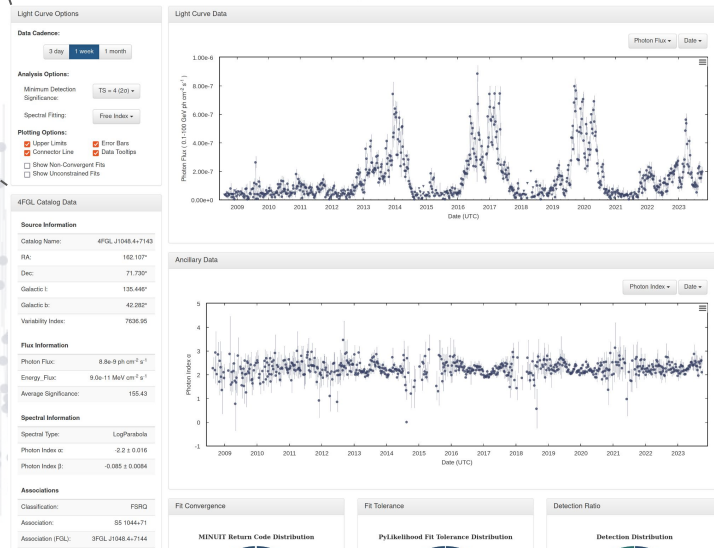 Light Curve Options
Data Cadence:
3 day 1 week 1 month
Analysis Options:
Minimum Detection Significance: TS = 4 (2σ)
Spectral Fitting: Free Index
Plotting Options:
Upper Limits Error Bars
Connector Line Data Tooltips
Show Non-Convergent Fits
Show Unconstrained Fits
4FGL Catalog Data
Source Information
Catalog Name: 4FGL J1048.4+7143
RA: 162.107°
Dec: 71.730°
Galactic l: 135.446°
Galactic b: 42.262°
Variability Index: 7636.95
Flux Information
Photon Flux: 8.8e-9 ph cm-2 s-1
Energy_Flux: 9.0e-11 MeV cm-2 s-1
Average Significance: 155.43
Spectral Information
Spectral Type: LogParabola
Photon Index α: -2.2 ± 0.016
Photon Index β: -0.085 ± 0.0084
Associations
Classification: FSRQ
Association: S5 1044+71
Association (FGL): 3FGL J1048.4+7144
Light Curve Data
Photon Flux Date
Photon Flux ( 0.1-100 GeV ph cm-2 s-1 )
1.00e-6
8.00e-7
6.00e-7
4.00e-7
2.00e-7
0.00e+0
2009 2010 2011 2012 2013 2014 2015 2016 2017 2018 2019 2020 2021 2022 2023
Date (UTC)
Ancillary Data
Photon Index Date
Photon Index α
5
4
3
2
1
0
-1
2009 2010 2011 2012 2013 2014 2015 2016 2017 2018 2019 2020 2021 2022 2023
Date (UTC)
Fit Convergence
MINUIT Return Code Distribution
Fit Tolerance
PyLikelihood Fit Tolerance Distribution
Detection Ratio
Detection Distribution